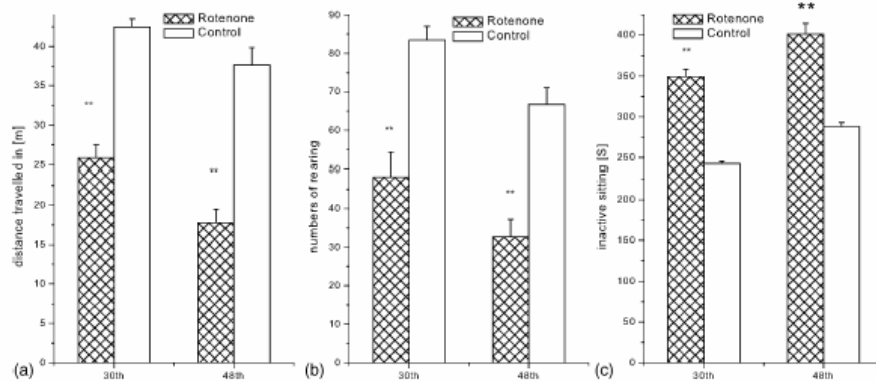 distance travelled in [m]
40
35
30
25
20
15
10
5
0
Rotenone
Control
**
**
(a)
30th
48th
numbers of rearing
90
80
70
60
50
40
30
20
10
0
Rotenone
Control
**
**
(b)
30th
48th
inactive sitting [S]
400
350
300
250
200
150
100
50
0
Rotenone
Control
**
**
(c)
30th
48th